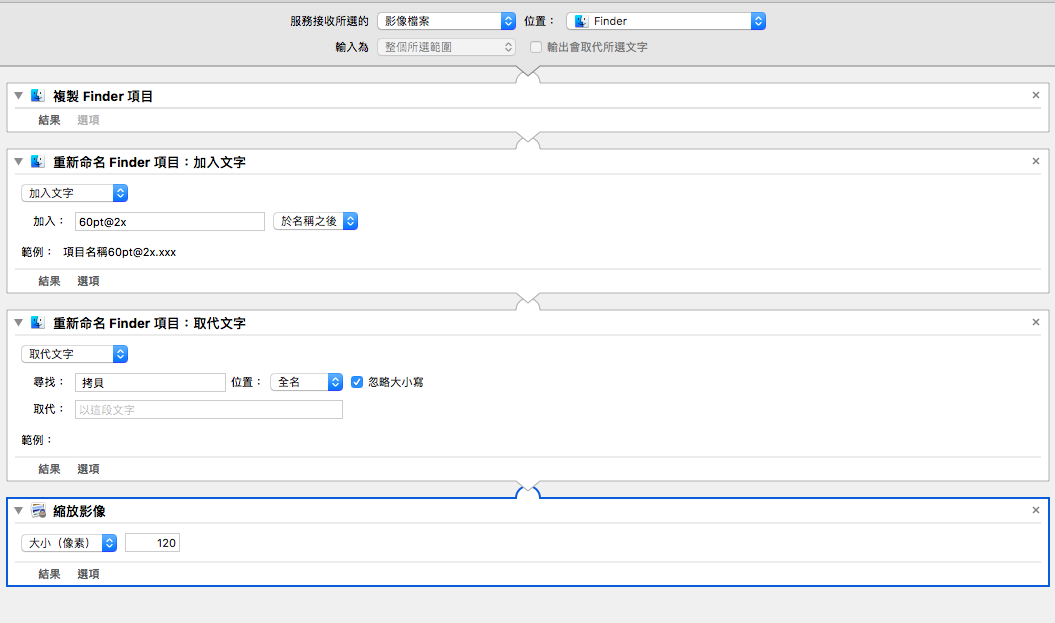 服務接收所選的 影像檔案 位置： Finder
輸入為 整個所選範圍 輸出會取代所選文字
複製 Finder 項目
結果 選項
重新命名 Finder 項目：加入文字
加入文字
加入： 60pt@2x 於名稱之後
範例： 項目名稱60pt@2x.xxx
結果 選項
重新命名 Finder 項目：取代文字
取代文字
尋找： 拷貝 位置： 全名 忽略大小寫
取代： 以這段文字
範例：
結果 選項
縮放影像
大小（像素） 120
結果 選項